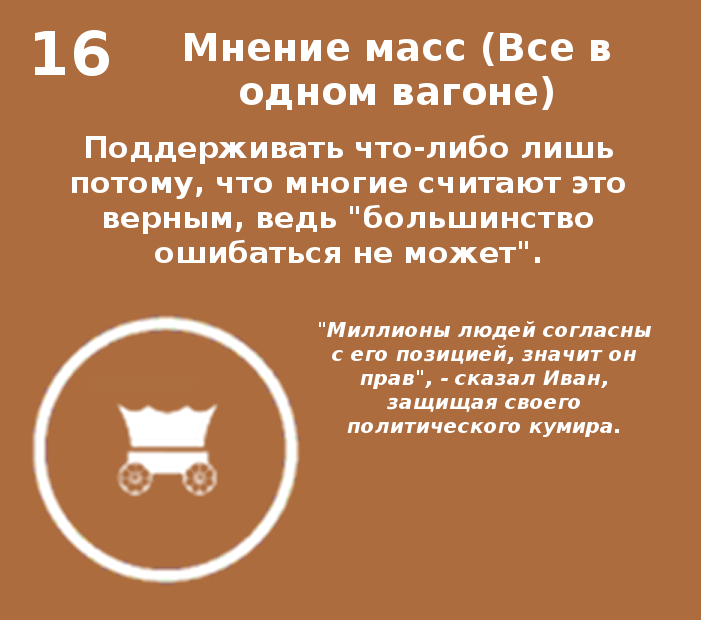 16
Мнение масс (Все в
одном вагоне)
Поддерживать что-либо лишь
потому, что многие считают это
верным, ведь "большинство
ошибаться не может".
"Миллионы людей согласны
с его позицией, значит он
прав", - сказал Иван,
защищая своего
политического кумира.